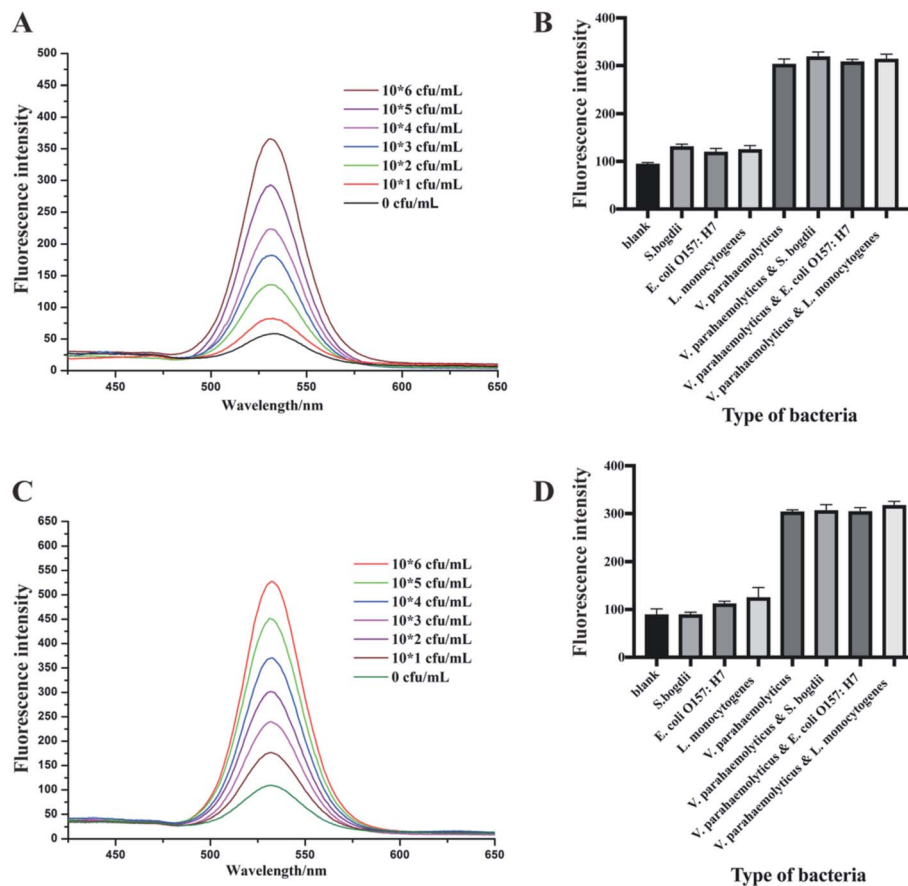 A
Fluorescence intensity
500
450
400
350
300
250
200
150
100
50
0
450
500
550
600
650
Wavelength/nm
10*6 cfu/mL
10*5 cfu/mL
10*4 cfu/mL
10*3 cfu/mL
10*2 cfu/mL
10*1 cfu/mL
0 cfu/mL
B
Fluorescence intensity
400
300
200
100
0
blank
S.bogdii
E. coli O157: H7
L. monocytogenes
V. parahaemolyticus
V. parahaemolyticus & S. bogdii
V. parahaemolyticus & E. coli O157: H7
V. parahaemolyticus & L. monocytogenes
Type of bacteria
C
Fluorescence intensity
650
600
550
500
450
400
350
300
250
200
150
100
50
0
450
500
550
600
650
Wavelength/nm
10*6 cfu/mL
10*5 cfu/mL
10*4 cfu/mL
10*3 cfu/mL
10*2 cfu/mL
10*1 cfu/mL
0 cfu/mL
D
Fluorescence intensity
400
300
200
100
0
blank
S.bogdii
E. coli O157: H7
L. monocytogenes
V. parahaemolyticus
V. parahaemolyticus & S. bogdii
V. parahaemolyticus & E. coli O157: H7
V. parahaemolyticus & L. monocytogenes
Type of bacteria